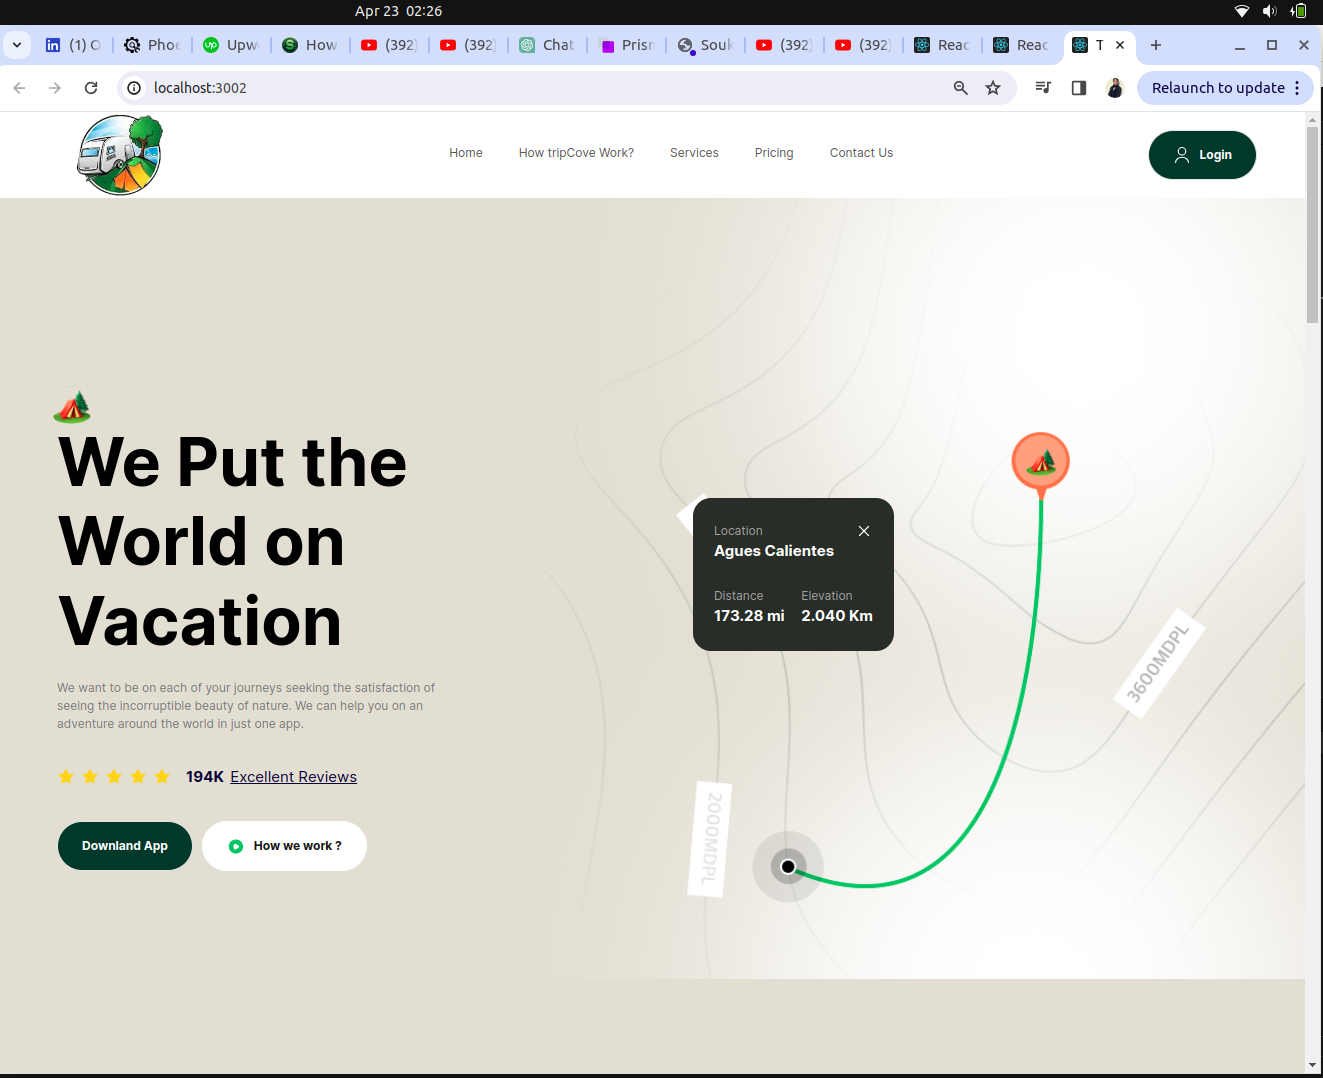 Apr 23 02:26
(1) O
Phoe
Upw
How
(392)
(392)
Chat
Prism
Souk
(392)
(392)
Reac
Reac
T
localhost:3002
Relaunch to update
Home
How tripCove Work?
Services
Pricing
Contact Us
Login
We Put the
World on
Vacation
We want to be on each of your journeys seeking the satisfaction of
seeing the incorruptible beauty of nature. We can help you on an
adventure around the world in just one app.
194K Excellent Reviews
Downland App
How we work ?
Location
Agues Calientes
Distance
Elevation
173.28 mi
2.040 Km
3600MDPL
2000MDPL